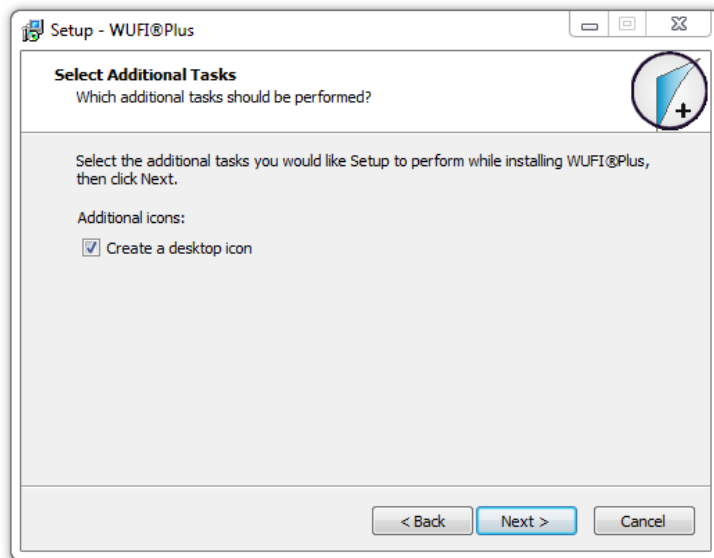 Setup - WUFI®Plus
Select Additional Tasks
Which additional tasks should be performed?
Select the additional tasks you would like Setup to perform while installing WUFI®Plus,
then click Next.
Additional icons:
Create a desktop icon
< Back Next > Cancel